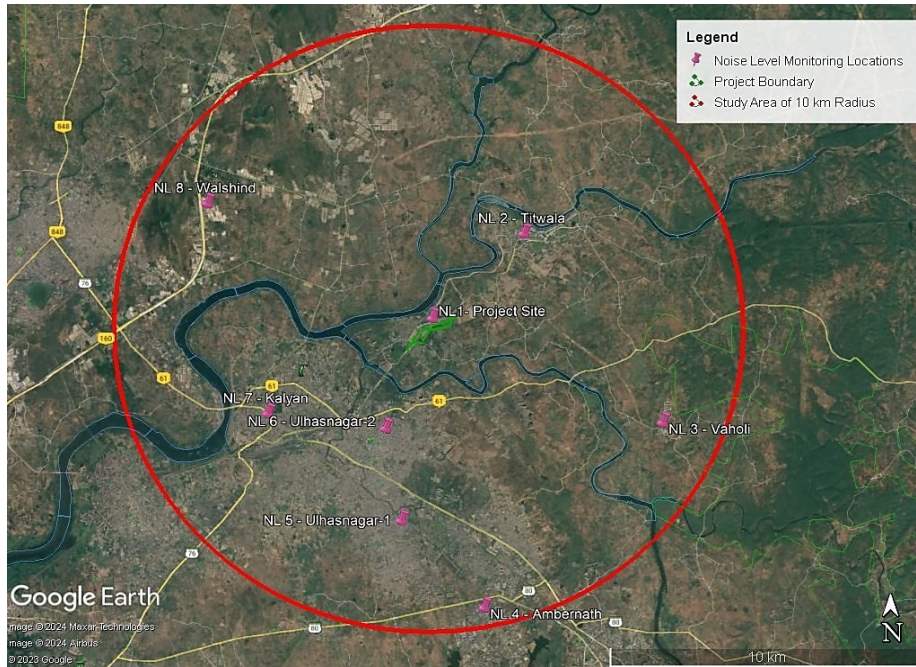 Legend
Noise Level Monitoring Locations
Project Boundary
Study Area of 10 km Radius
848
NL 8 - Walshind
NL 2 - Titwala
848
76
NL1- Project Site
160
61
61
NL 7 - Kalyan
61
NL 6 - Ulhasnagar-2
NL 3 - Vaholi
NL 5 - Ulhasnagar-1
76
80
Google Earth
NL 4 - Ambernath
80
80
mage © 2024 Maxar Technologies
mage © 2024 Airbus
© 2023 Google
N
10 km